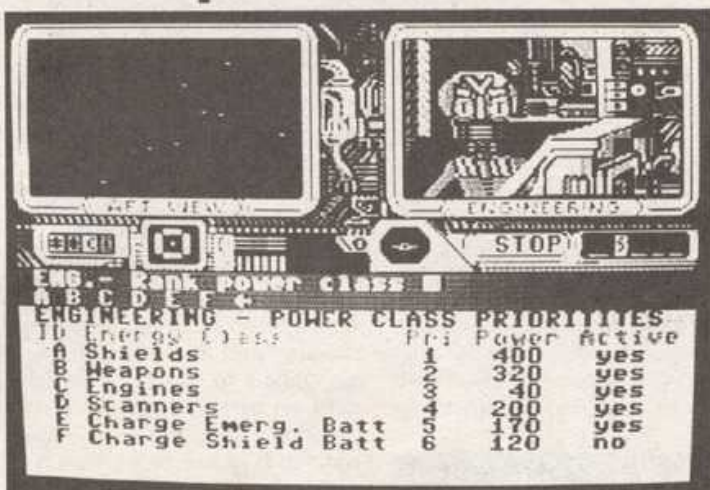 AFT VIEW
ENGINEERING
STOP S
ENG.- Rank power class
A B C D E F ←
ENGINEERING - POWER CLASS PRIORITITES
ID Energy Class Pri Power Active
A Shields 1 400 yes
B Weapons 2 320 yes
C Engines 3 40 yes
D Scanners 4 200 yes
E Charge Emerg. Batt 5 170 yes
F Charge Shield Batt 6 120 no